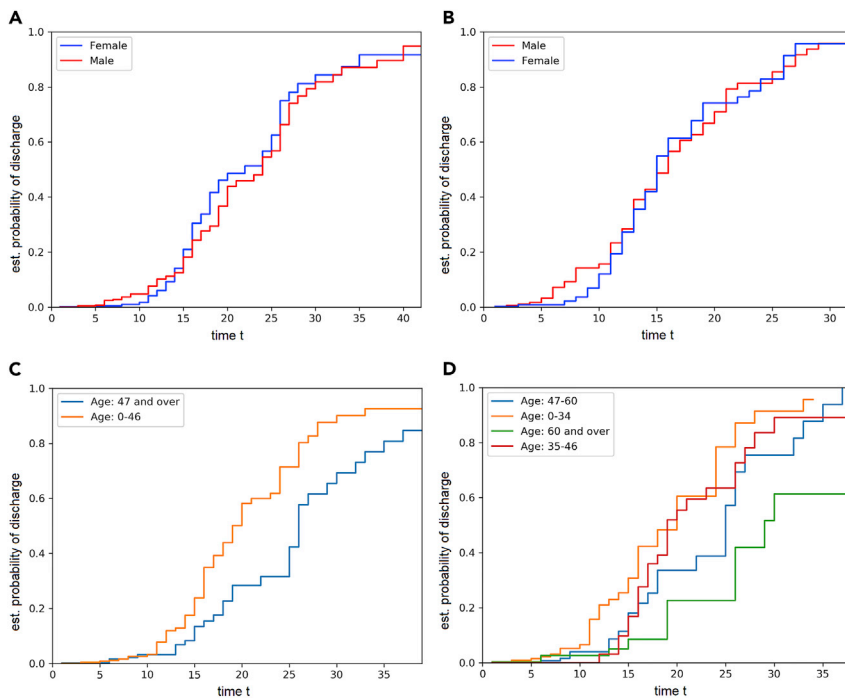 A
Female
Male
est. probability of discharge
1.0
0.8
0.6
0.4
0.2
0.0
0 5 10 15 20 25 30 35 40
time t
B
Male
Female
est. probability of discharge
1.0
0.8
0.6
0.4
0.2
0.0
0 5 10 15 20 25 30
time t
C
Age: 47 and over
Age: 0-46
est. probability of discharge
1.0
0.8
0.6
0.4
0.2
0.0
0 5 10 15 20 25 30 35
time t
D
Age: 47-60
Age: 0-34
Age: 60 and over
Age: 35-46
est. probability of discharge
1.0
0.8
0.6
0.4
0.2
0.0
0 5 10 15 20 25 30 35
time t